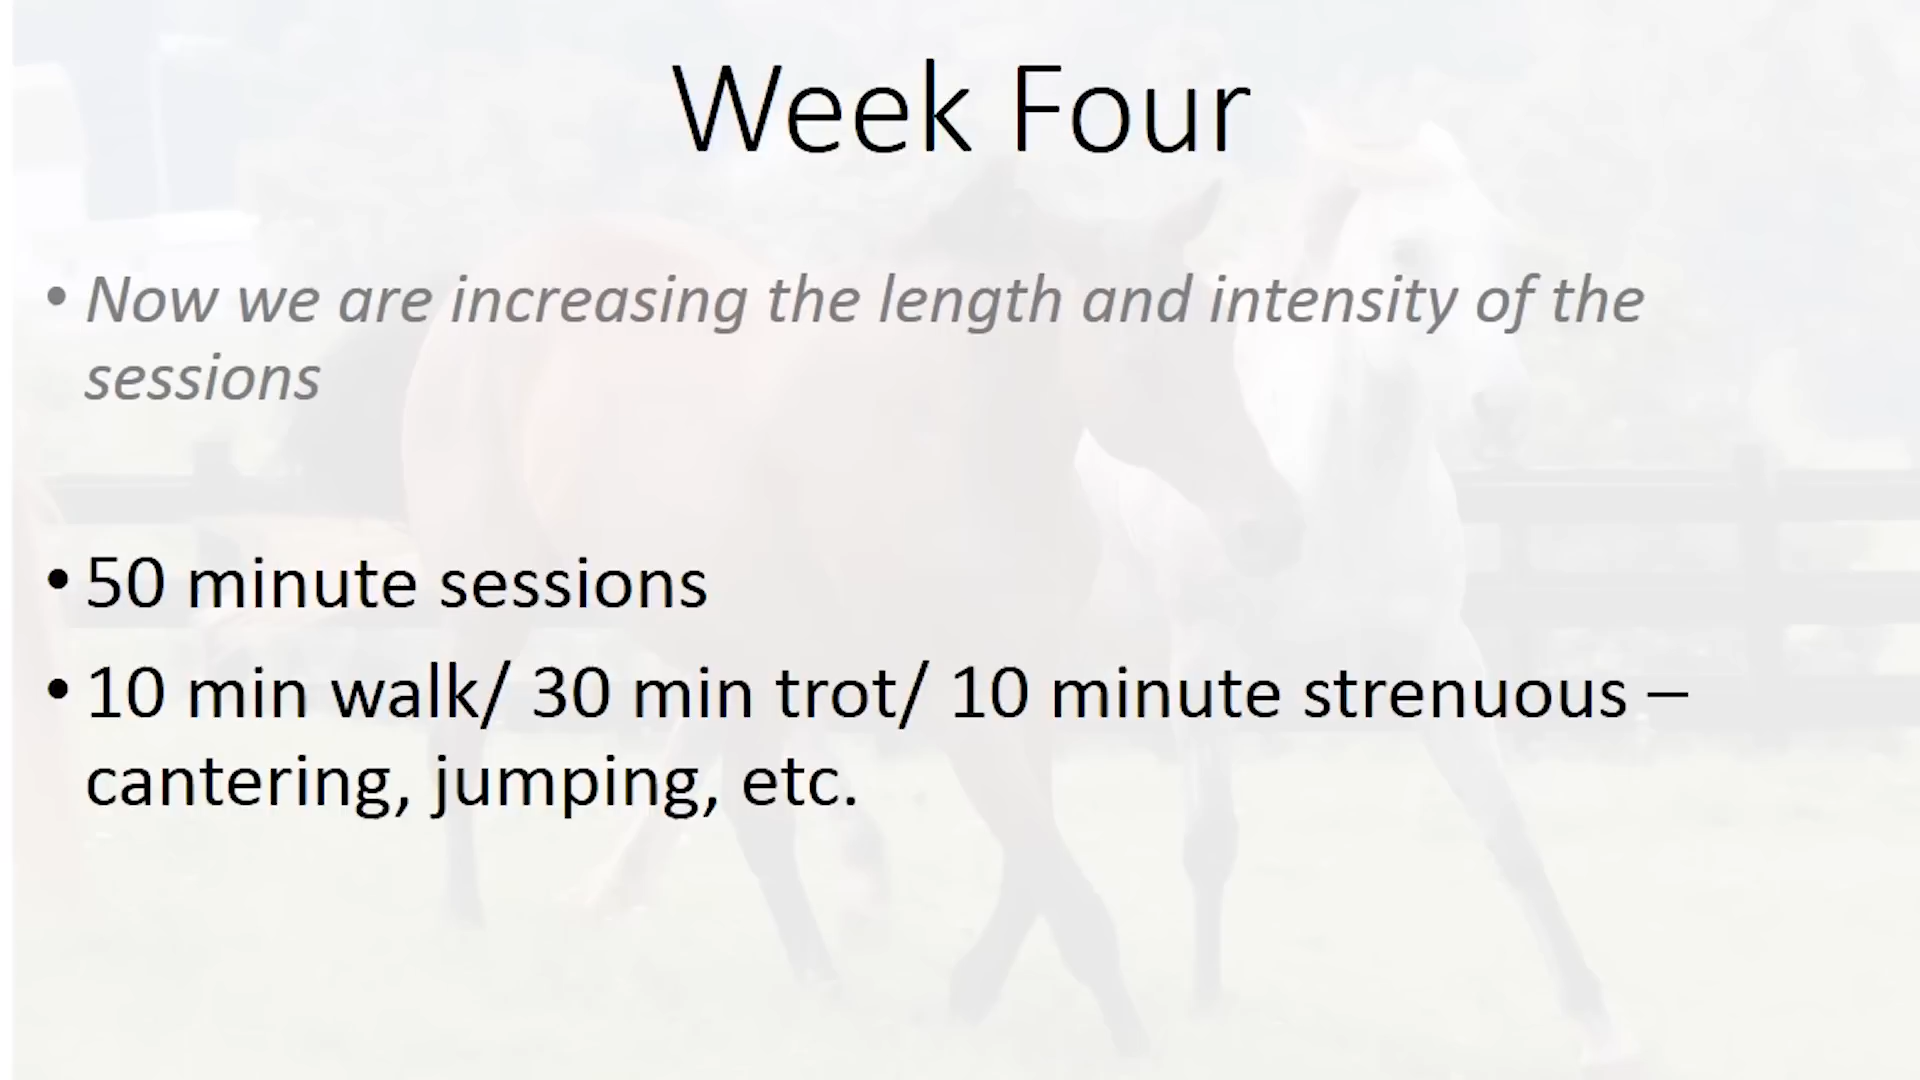 Week Four
• Now we are increasing the length and intensity of the
sessions
• 50 minute sessions
• 10 min walk/ 30 min trot/ 10 minute strenuous –
cantering, jumping, etc.